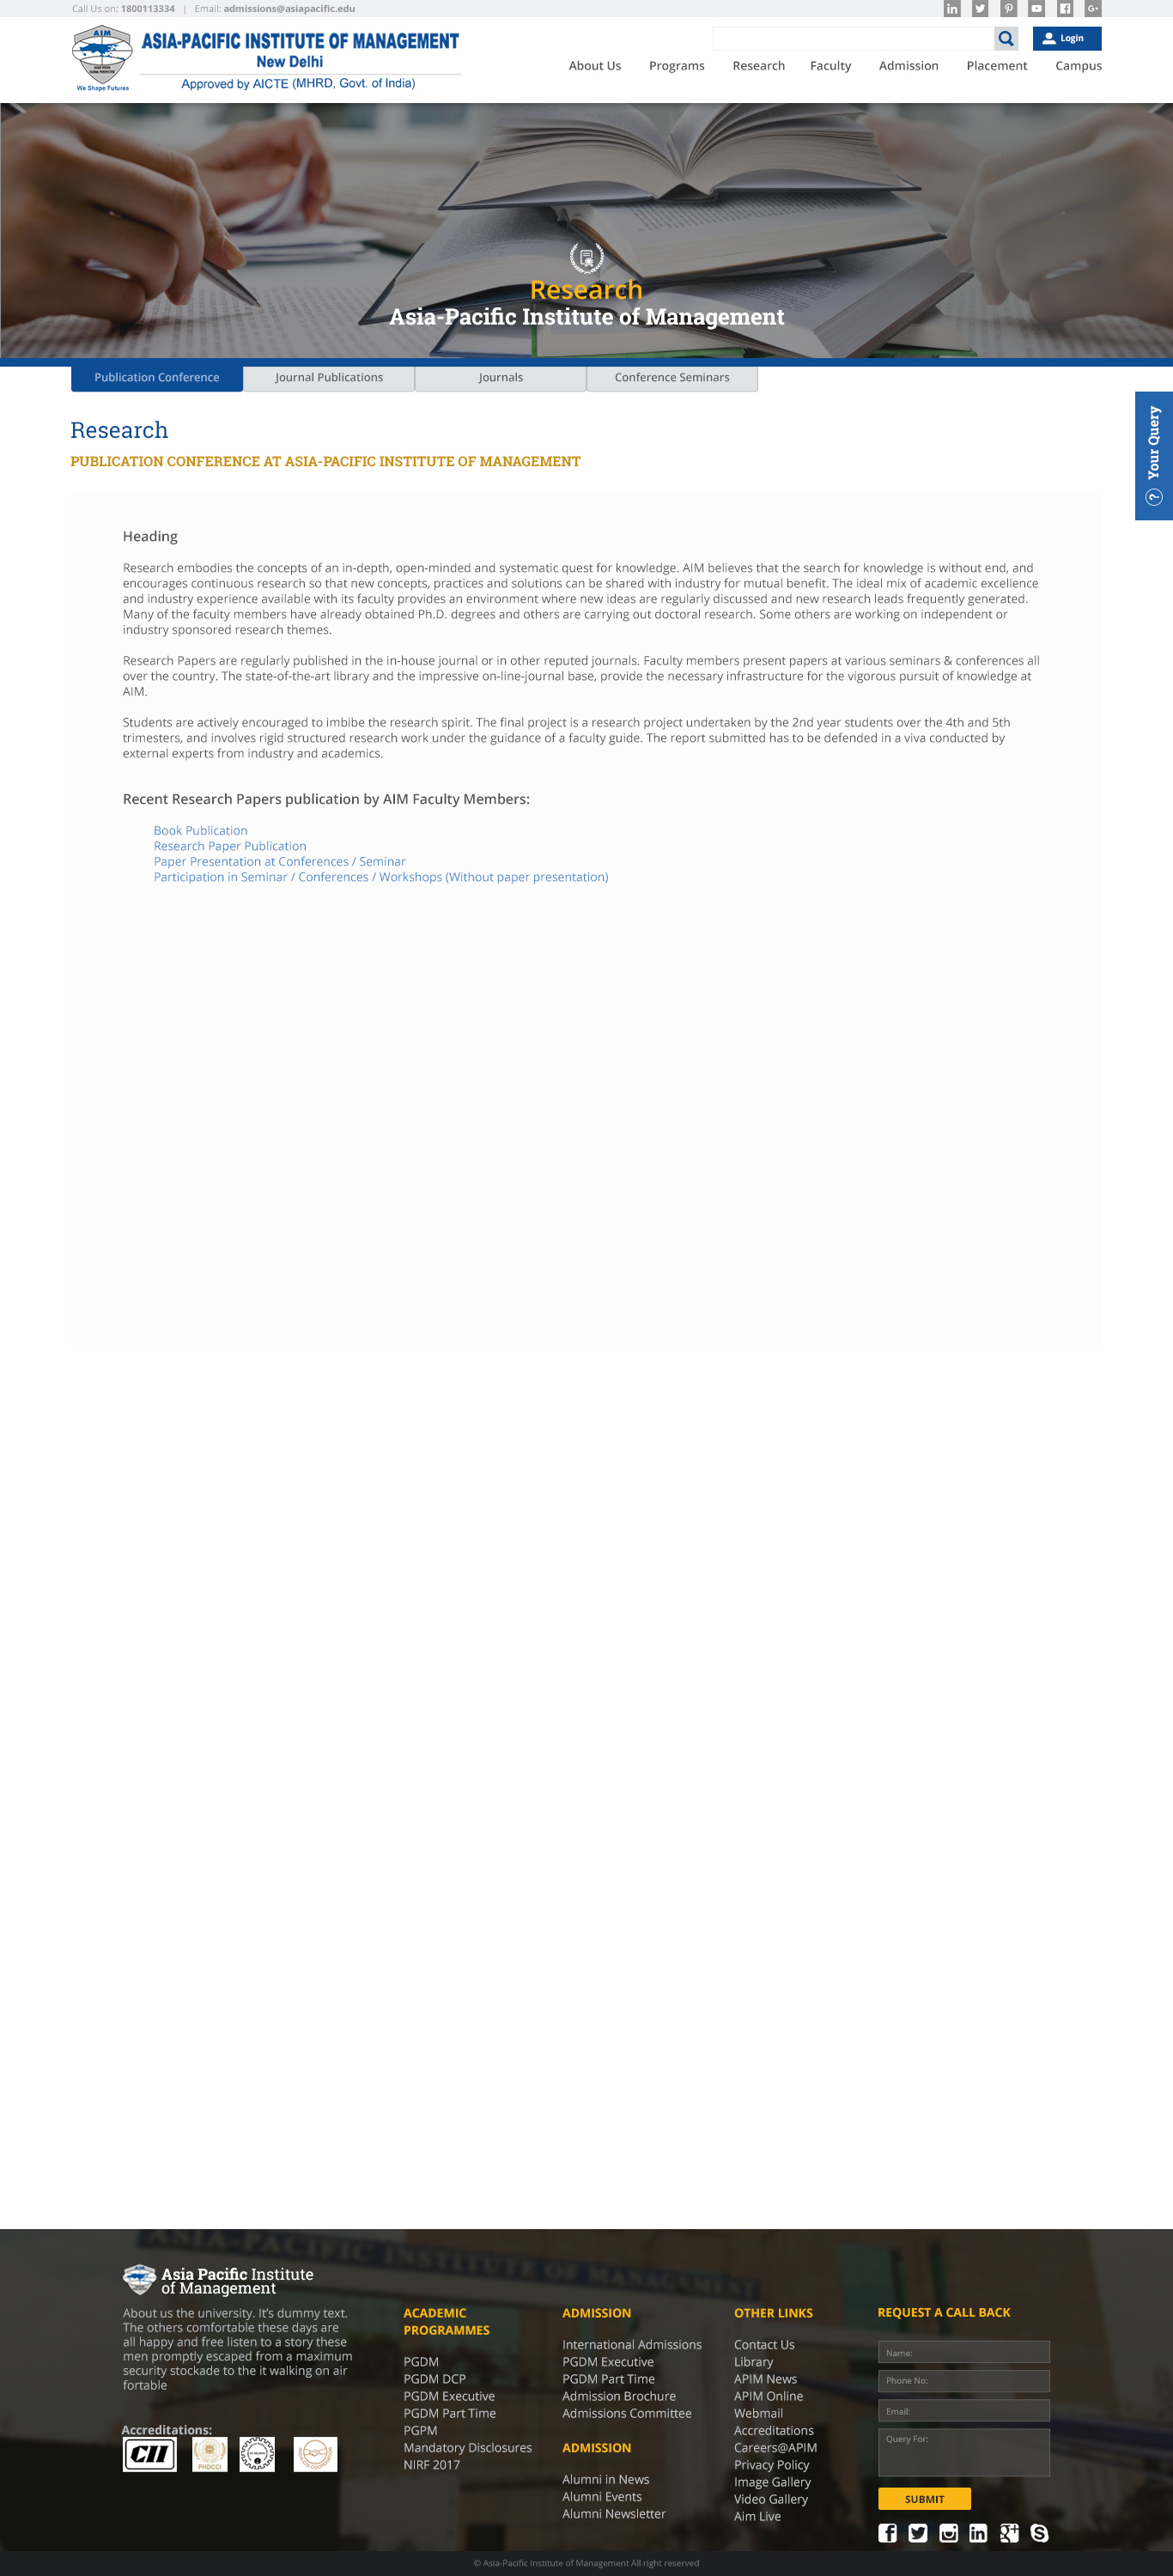 Call Us on: 1800113334 | Email: admissions@asiapacific.edu
AIM
We Shape Futures
ASIA-PACIFIC INSTITUTE OF MANAGEMENT
New Delhi
Approved by AICTE (MHRD, Govt. of India)
Login
About Us Programs Research Faculty Admission Placement Campus
Research
Asia-Pacific Institute of Management
Publication Conference Journal Publications Journals Conference Seminars
Your Query
Research
PUBLICATION CONFERENCE AT ASIA-PACIFIC INSTITUTE OF MANAGEMENT
Heading
Research embodies the concepts of an in-depth, open-minded and systematic quest for knowledge. AIM believes that the search for knowledge is without end, and
encourages continuous research so that new concepts, practices and solutions can be shared with industry for mutual benefit. The ideal mix of academic excellence
and industry experience available with its faculty provides an environment where new ideas are regularly discussed and new research leads frequently generated.
Many of the faculty members have already obtained Ph.D. degrees and others are carrying out doctoral research. Some others are working on independent or
industry sponsored research themes.
Research Papers are regularly published in the in-house journal or in other reputed journals. Faculty members present papers at various seminars & conferences all
over the country. The state-of-the-art library and the impressive on-line-journal base, provide the necessary infrastructure for the vigorous pursuit of knowledge at
AIM.
Students are actively encouraged to imbibe the research spirit. The final project is a research project undertaken by the 2nd year students over the 4th and 5th
trimesters, and involves rigid structured research work under the guidance of a faculty guide. The report submitted has to be defended in a viva conducted by
external experts from industry and academics.
Recent Research Papers publication by AIM Faculty Members:
Book Publication
Research Paper Publication
Paper Presentation at Conferences / Seminar
Participation in Seminar / Conferences / Workshops (Without paper presentation)
ASIA-PACIFIC INSTITUTE OF MANAGEMENT
Asia Pacific Institute
of Management
About us the university. It's dummy text.
The others comfortable these days are
all happy and free listen to a story these
men promptly escaped from a maximum
security stockade to the it walking on air
fortable
Accreditations:
CII
PHDCCI
ACADEMIC
PROGRAMMES
PGDM
PGDM DCP
PGDM Executive
PGDM Part Time
PGPM
Mandatory Disclosures
NIRF 2017
ADMISSION
International Admissions
PGDM Executive
PGDM Part Time
Admission Brochure
Admissions Committee
ADMISSION
Alumni in News
Alumni Events
Alumni Newsletter
OTHER LINKS
Contact Us
Library
APIM News
APIM Online
Webmail
Accreditations
Careers@APIM
Privacy Policy
Image Gallery
Video Gallery
Aim Live
REQUEST A CALL BACK
Name:
Phone No:
Email:
Query For:
SUBMIT
© Asia-Pacific Institute of Management All right reserved